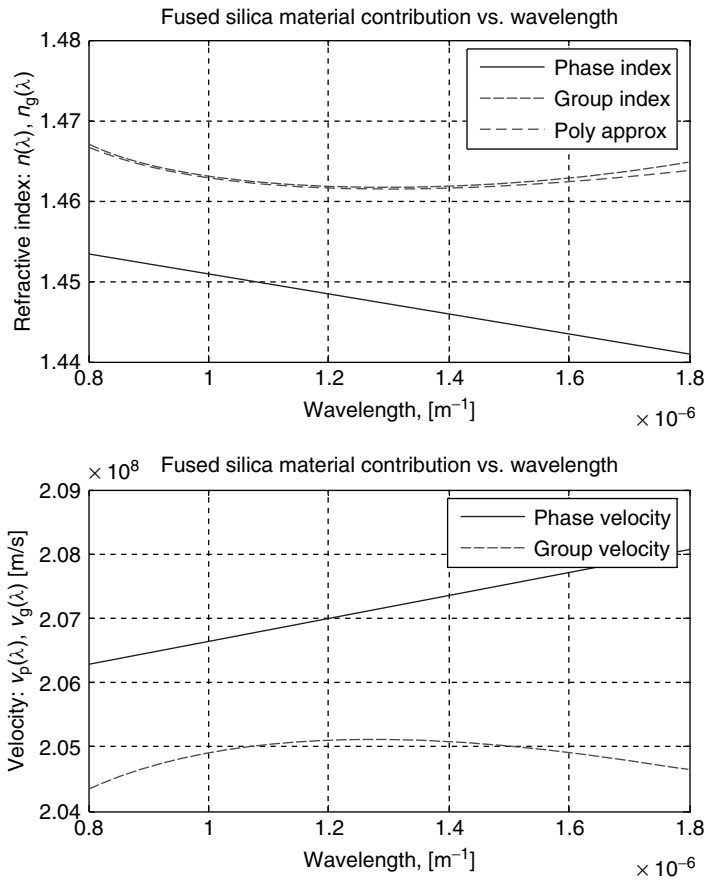 Fused silica material contribution vs. wavelength
Refractive index: n(λ), n_g(λ)
1.48
1.47
1.46
1.45
1.44
Phase index
Group index
Poly approx
0.8 1 1.2 1.4 1.6 1.8
Wavelength, [m⁻¹]
× 10⁻⁶
× 10⁸
Fused silica material contribution vs. wavelength
Velocity: v_p(λ), v_g(λ) [m/s]
2.09
2.08
2.07
2.06
2.05
2.04
Phase velocity
Group velocity
0.8 1 1.2 1.4 1.6 1.8
Wavelength, [m⁻¹]
× 10⁻⁶